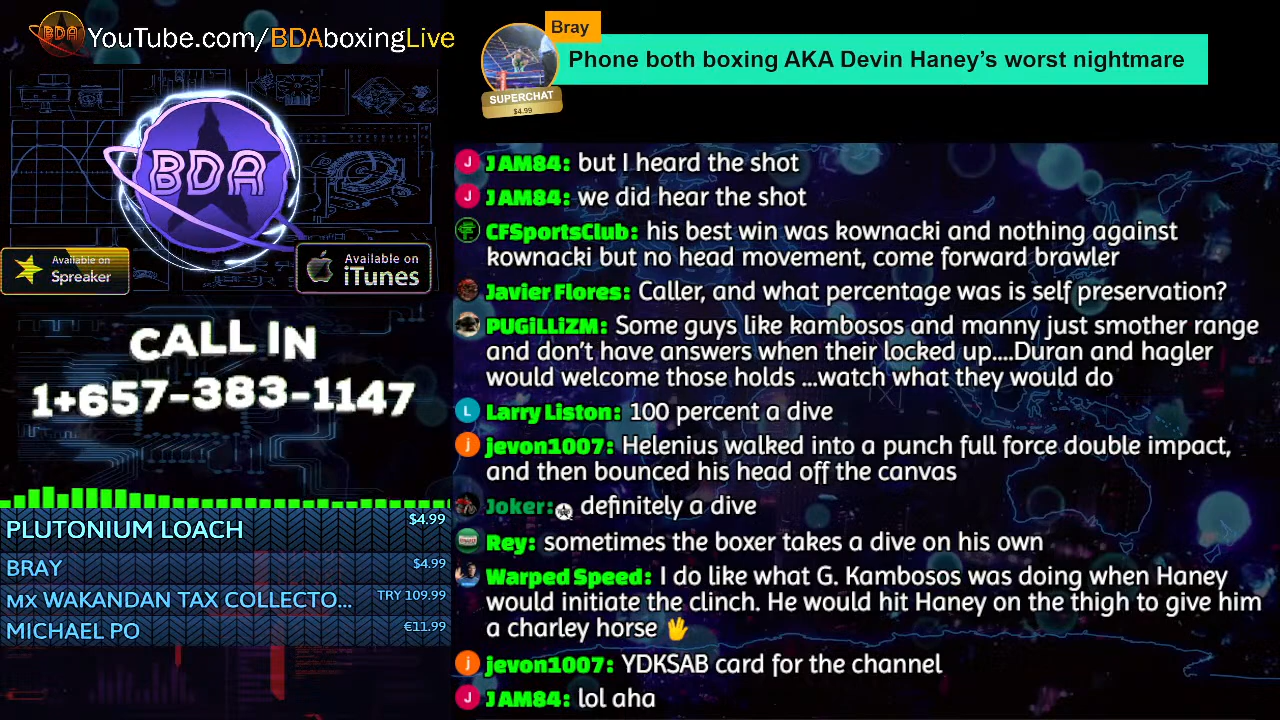 BDA
YouTube.com/BDAboxingLive
Bray
Phone both boxing AKA Devin Haney's worst nightmare
SUPERCHAT
$4.99
BDA
Available on
Spreaker
Available on
iTunes
CALL IN
1+657-383-1147
PLUTONIUM LOACH $4.99
BRAY $4.99
MX WAKANDAN TAX COLLECTO... TRY 109.99
MICHAEL PO €11.99
J JAM84: but I heard the shot
J JAM84: we did hear the shot
CFSportsClub: his best win was kownacki and nothing against
kownacki but no head movement, come forward brawler
Javier Flores: Caller, and what percentage was is self preservation?
PUGiLLiZM: Some guys like kambosos and manny just smother range
and don't have answers when their locked up....Duran and hagler
would welcome those holds ...watch what they would do
L Larry Liston: 100 percent a dive
j jevon1007: Helenius walked into a punch full force double impact,
and then bounced his head off the canvas
Joker: definitely a dive
Rey: sometimes the boxer takes a dive on his own
Warped Speed: I do like what G. Kambosos was doing when Haney
would initiate the clinch. He would hit Haney on the thigh to give him
a charley horse 🖖
j jevon1007: YDKSAB card for the channel
J JAM84: lol aha